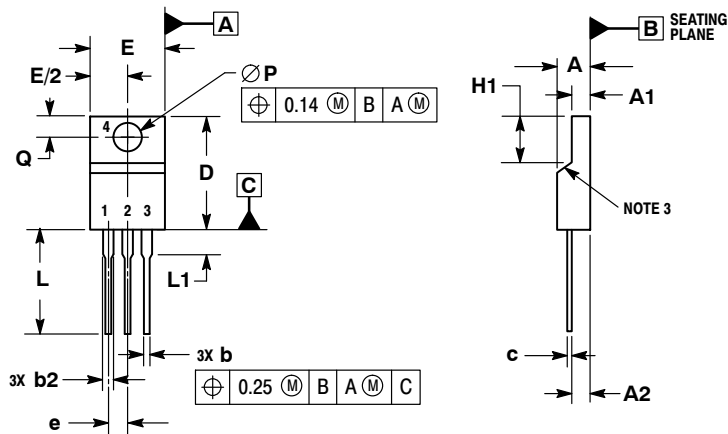 E
A
E/2
∅ P
⌖ 0.14 Ⓜ B A Ⓜ
4
Q
D
C
1 2 3
L
L1
3X b
3X b2
⌖ 0.25 Ⓜ B A Ⓜ C
e
B SEATING
PLANE
A
H1
A1
NOTE 3
c
A2